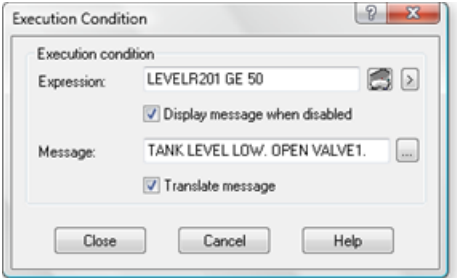 Execution Condition
Execution condition
Expression: LEVELR201 GE 50
Display message when disabled
Message: TANK LEVEL LOW. OPEN VALVE1. ...
Translate message
Close Cancel Help